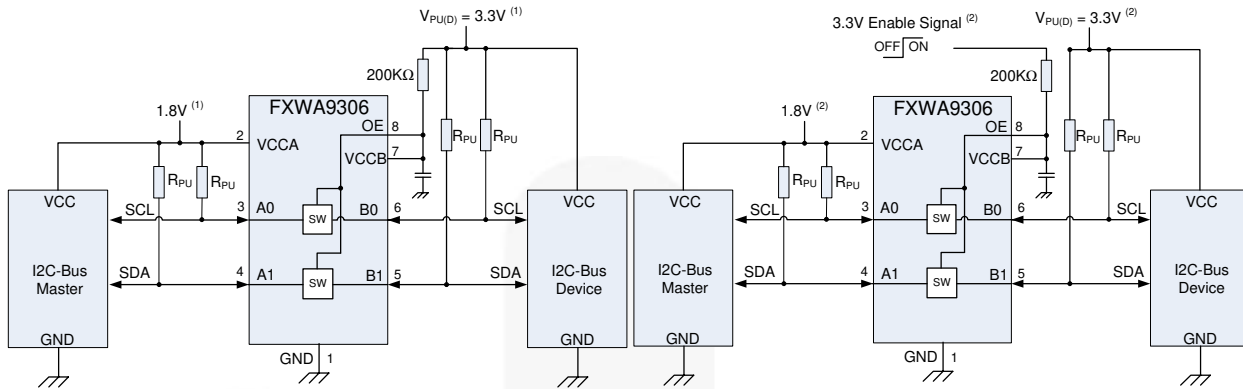 V_PU(D) = 3.3V (1)
200KΩ
FXWA9306
1.8V (1)
OE
8
2
VCCA
VCCB
7
R_PU
R_PU
R_PU
R_PU
VCC
SCL
3
A0
SW
B0
6
SCL
VCC
I2C-Bus
Master
SDA
4
A1
SW
B1
5
SDA
I2C-Bus
Device
GND
GND
1
GND
3.3V Enable Signal (2)
OFF
ON
V_PU(D) = 3.3V (2)
200KΩ
FXWA9306
1.8V (2)
OE
8
2
VCCA
VCCB
7
R_PU
R_PU
R_PU
R_PU
VCC
SCL
3
A0
SW
B0
6
SCL
VCC
I2C-Bus
Master
SDA
4
A1
SW
B1
5
SDA
I2C-Bus
Device
GND
GND
1
GND